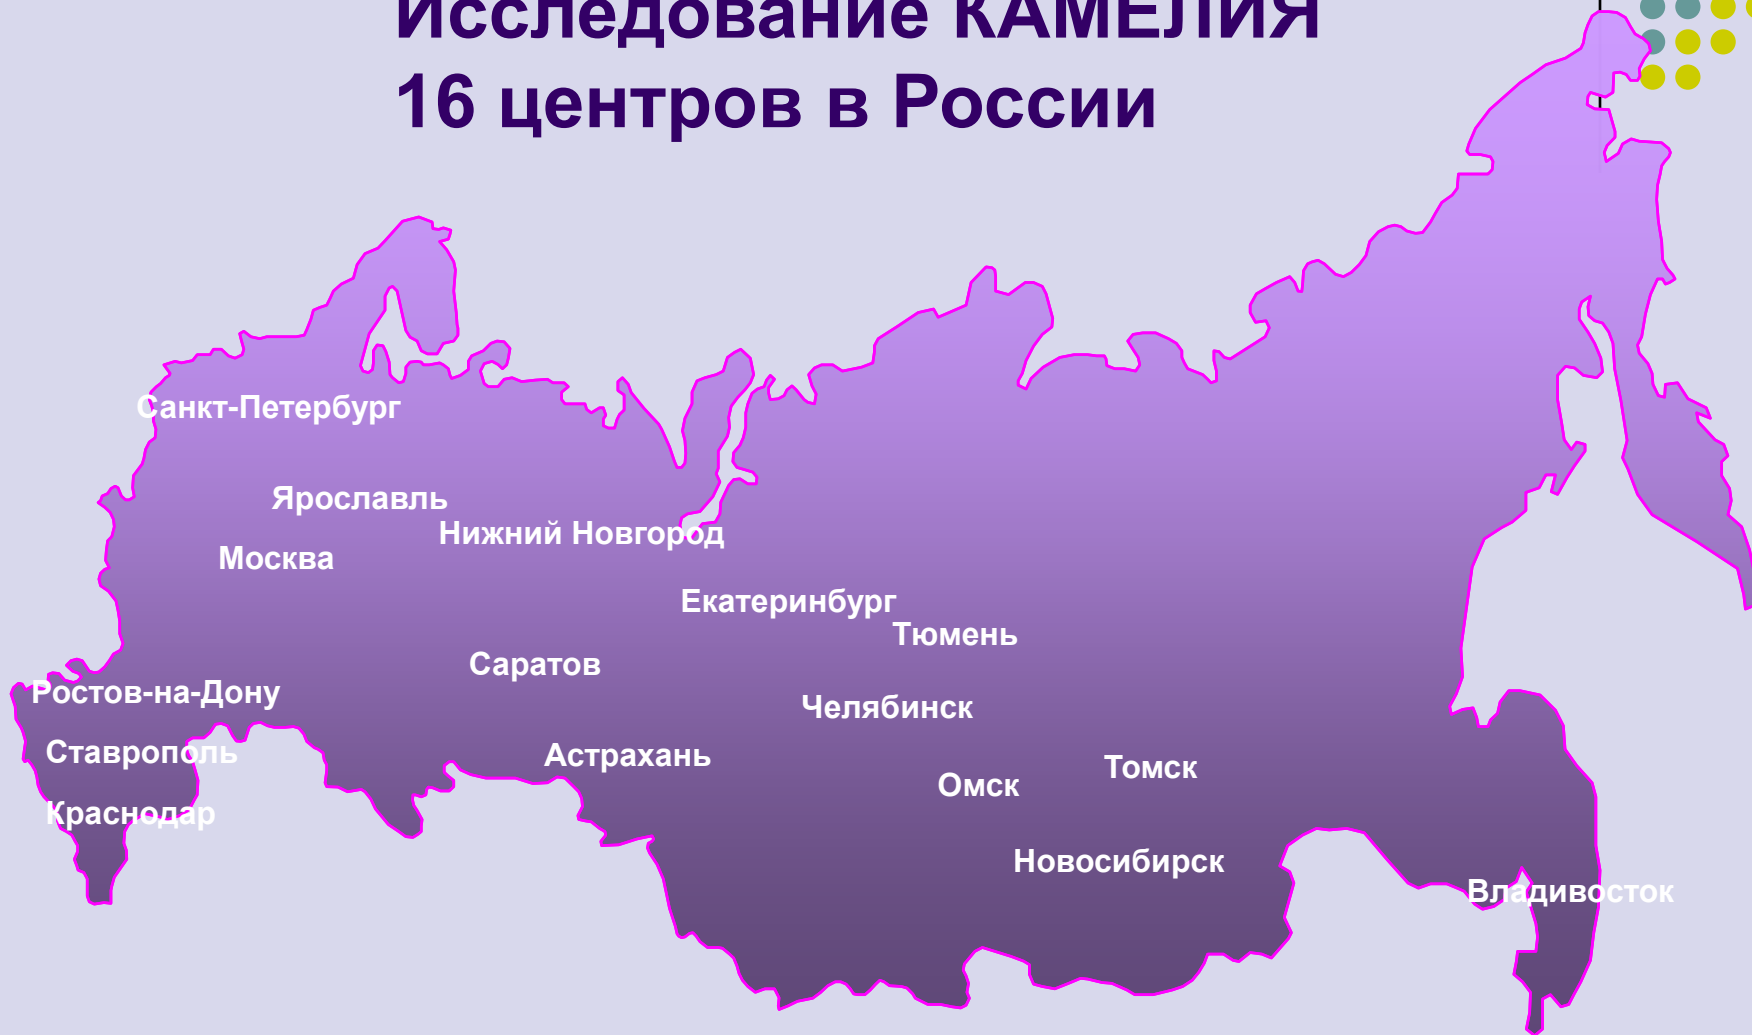 Исследование КАМЕЛИЯ
16 центров в России
Санкт-Петербург
Ярославль
Нижний Новгород
Москва
Екатеринбург
Тюмень
Саратов
Ростов-на-Дону
Челябинск
Ставрополь
Астрахань
Томск
Омск
Краснодар
Новосибирск
Владивосток